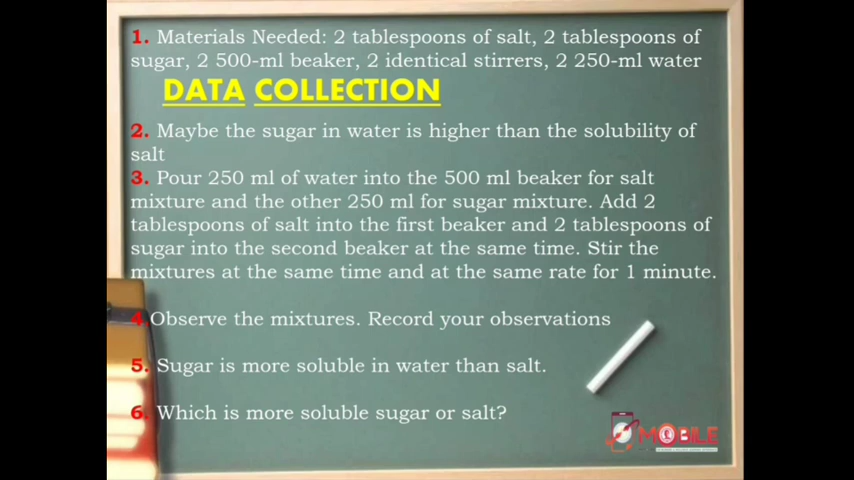 1. Materials Needed: 2 tablespoons of salt, 2 tablespoons of
sugar, 2 500-ml beaker, 2 identical stirrers, 2 250-ml water
DATA COLLECTION
2. Maybe the sugar in water is higher than the solubility of
salt
3. Pour 250 ml of water into the 500 ml beaker for salt
mixture and the other 250 ml for sugar mixture. Add 2
tablespoons of salt into the first beaker and 2 tablespoons of
sugar into the second beaker at the same time. Stir the
mixtures at the same time and at the same rate for 1 minute.
4.Observe the mixtures. Record your observations
5. Sugar is more soluble in water than salt.
6. Which is more soluble sugar or salt?
MOBILE